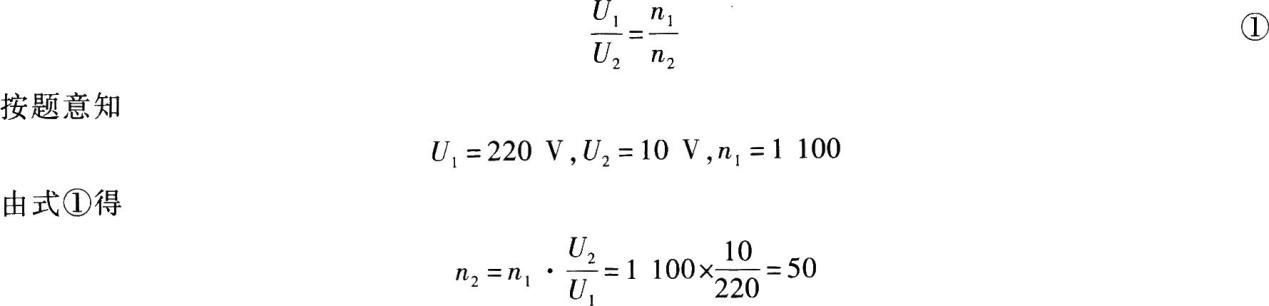 U₁/U₂ = n₁/n₂ ①
按题意知
U₁ = 220 V, U₂ = 10 V, n₁ = 1 100
由式①得
n₂ = n₁ · U₂/U₁ = 1 100 × 10/220 = 50